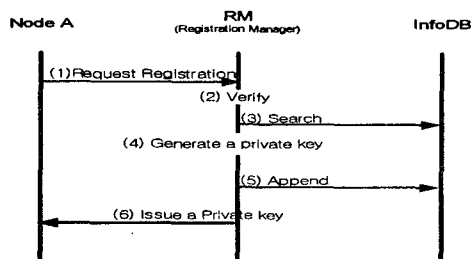 Node A
RM
(Registration Manager)
InfoDB
(1)Request Registration
(2) Verify
(3) Search
(4) Generate a private key
(5) Append
(6) Issue a Private key